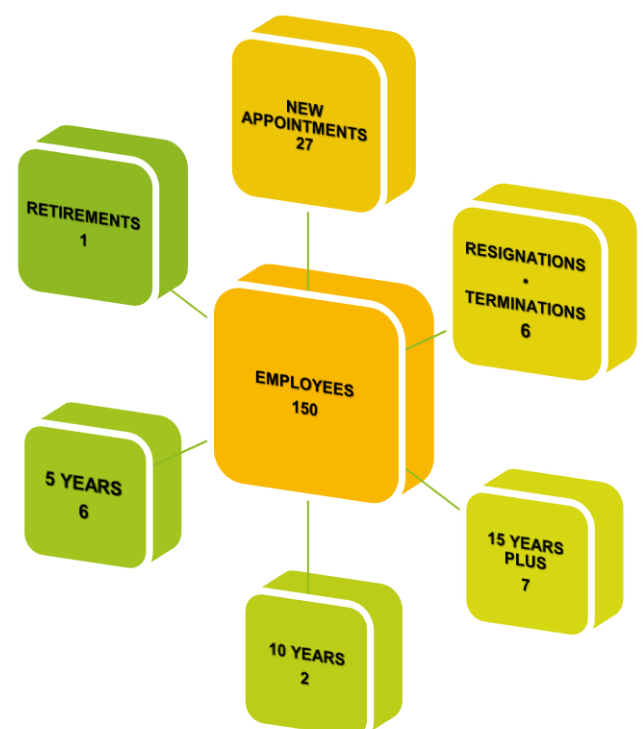 NEW
APPOINTMENTS
27
RETIREMENTS
1
RESIGNATIONS
•
TERMINATIONS
6
EMPLOYEES
150
5 YEARS
6
15 YEARS
PLUS
7
10 YEARS
2